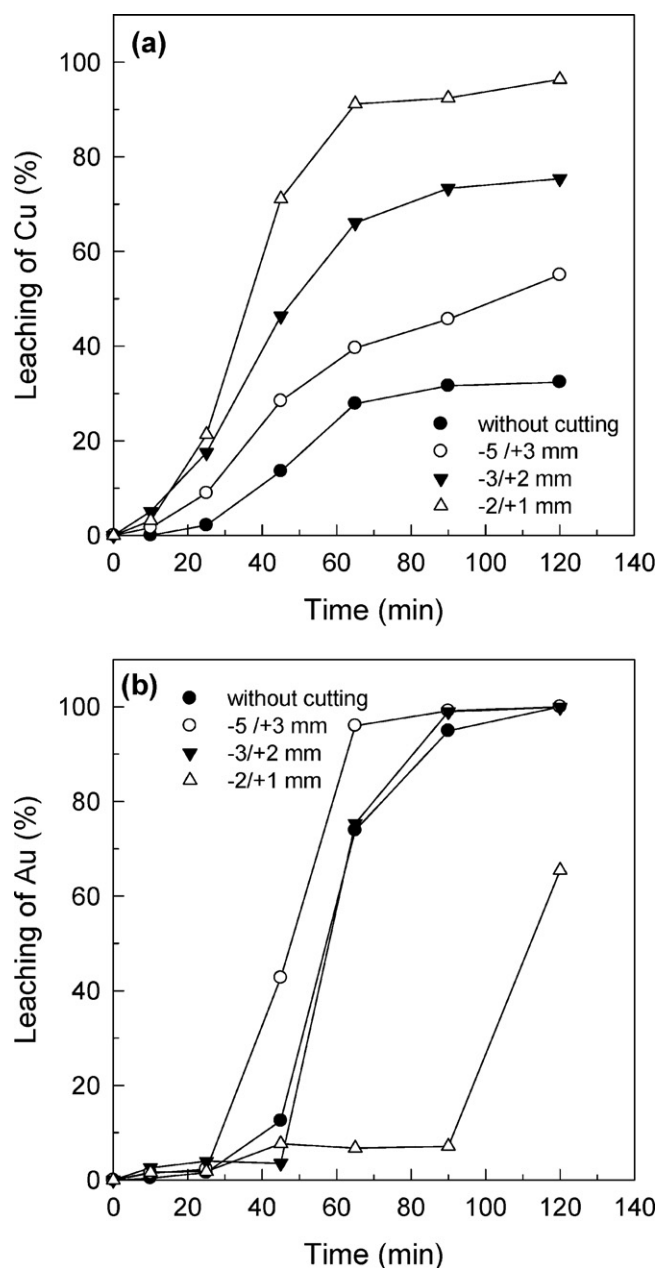 (a)
100
80
60
40
20
0
Leaching of Cu (%)
without cutting
-5 /+3 mm
-3/+2 mm
-2/+1 mm
0 20 40 60 80 100 120 140
Time (min)
(b)
without cutting
-5 /+3 mm
-3/+2 mm
-2/+1 mm
100
80
60
40
20
0
Leaching of Au (%)
0 20 40 60 80 100 120 140
Time (min)